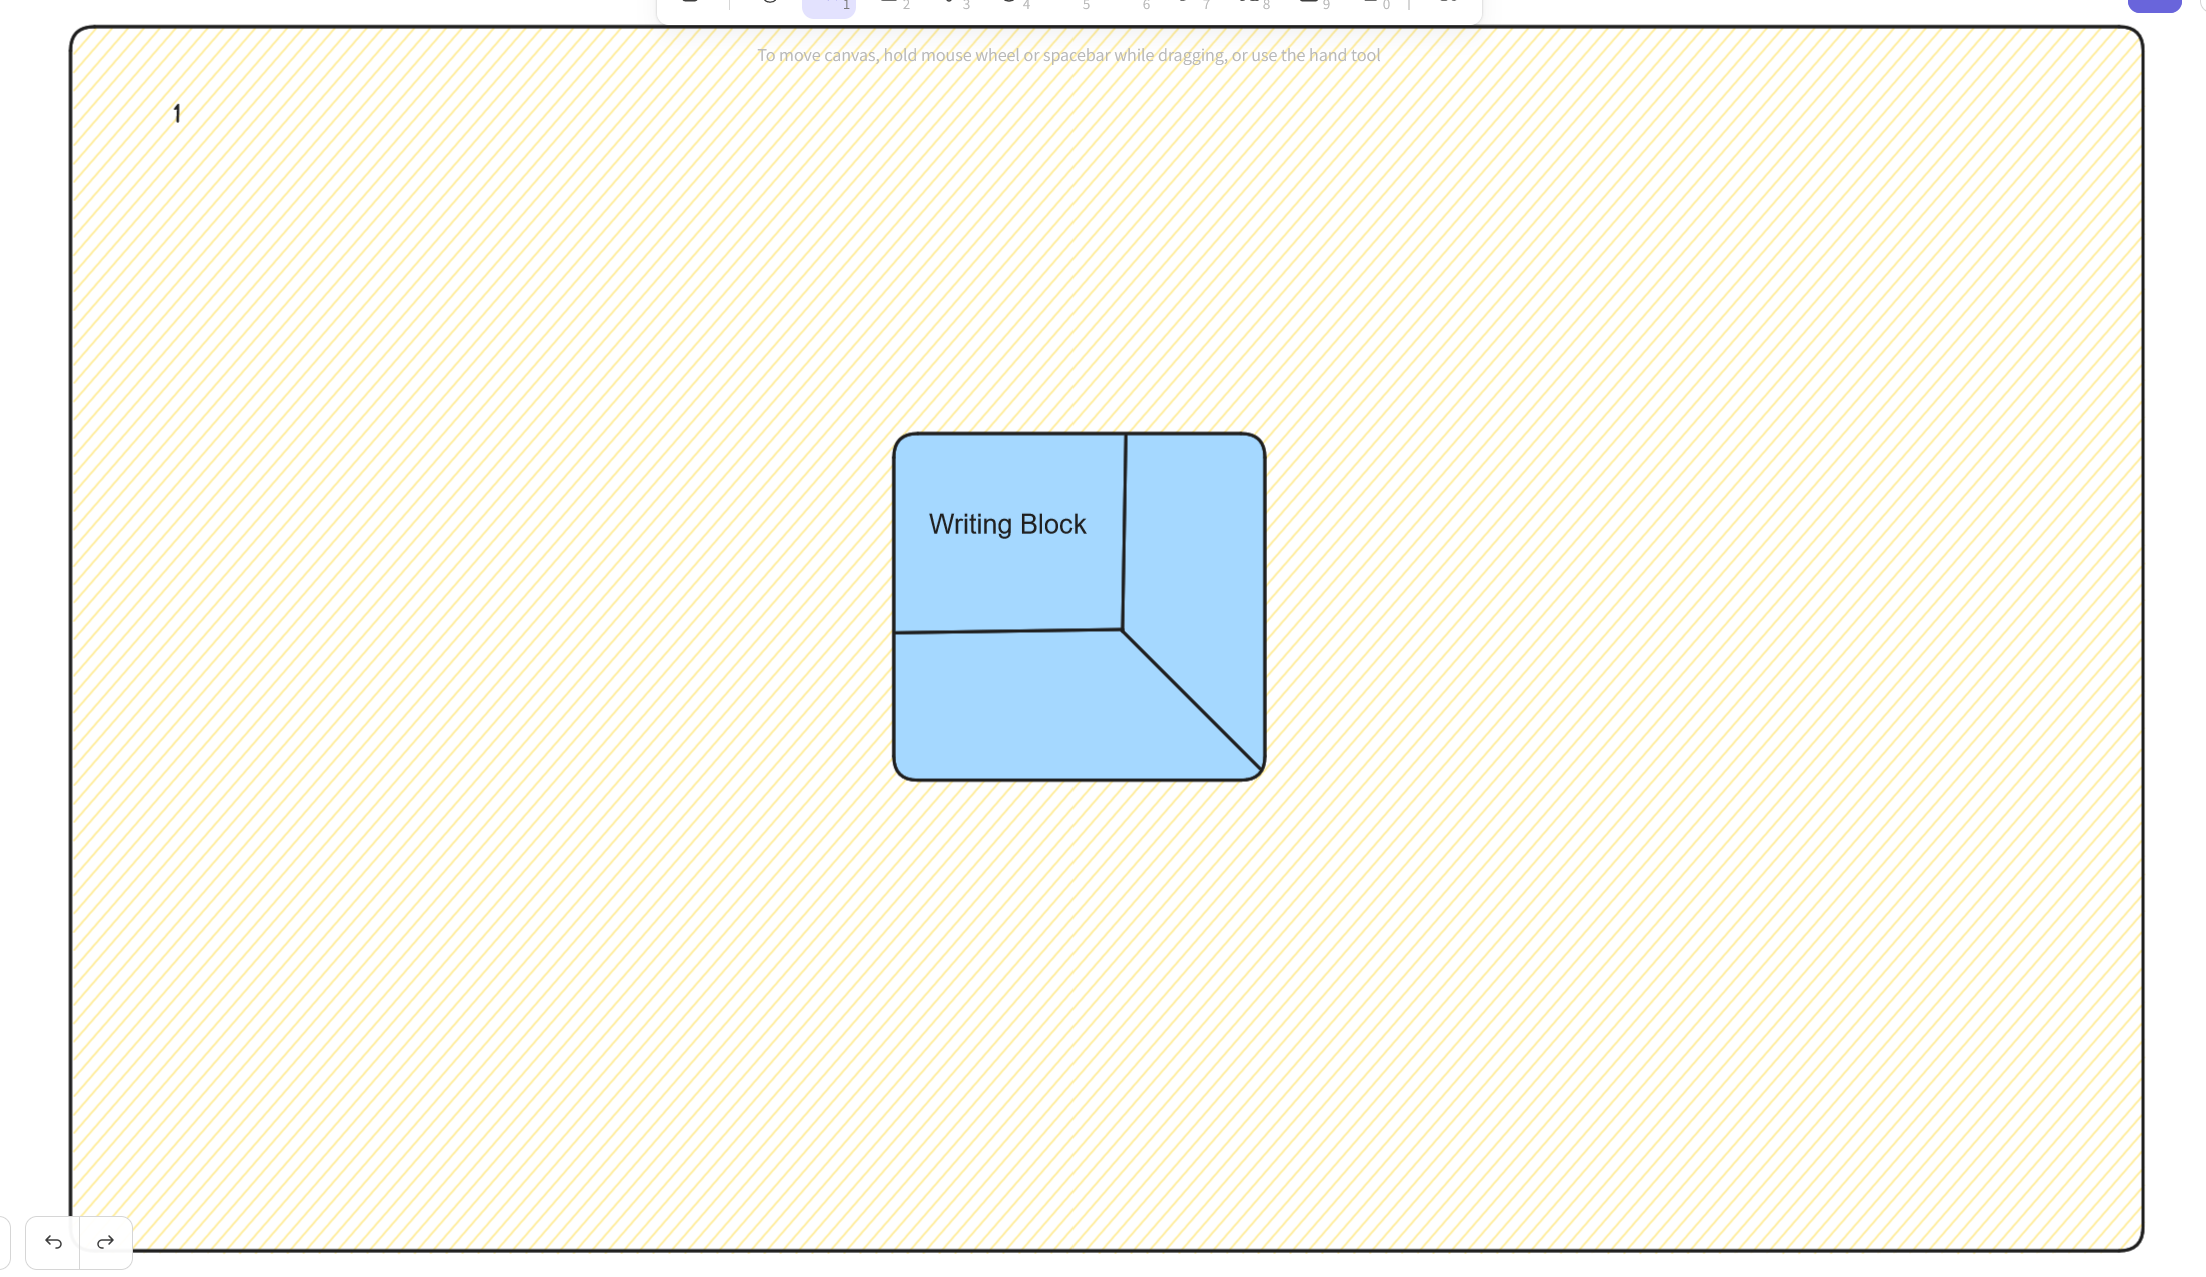 1 2 3 4 5 6 7 8 9 0
To move canvas, hold mouse wheel or spacebar while dragging, or use the hand tool
1
Writing Block